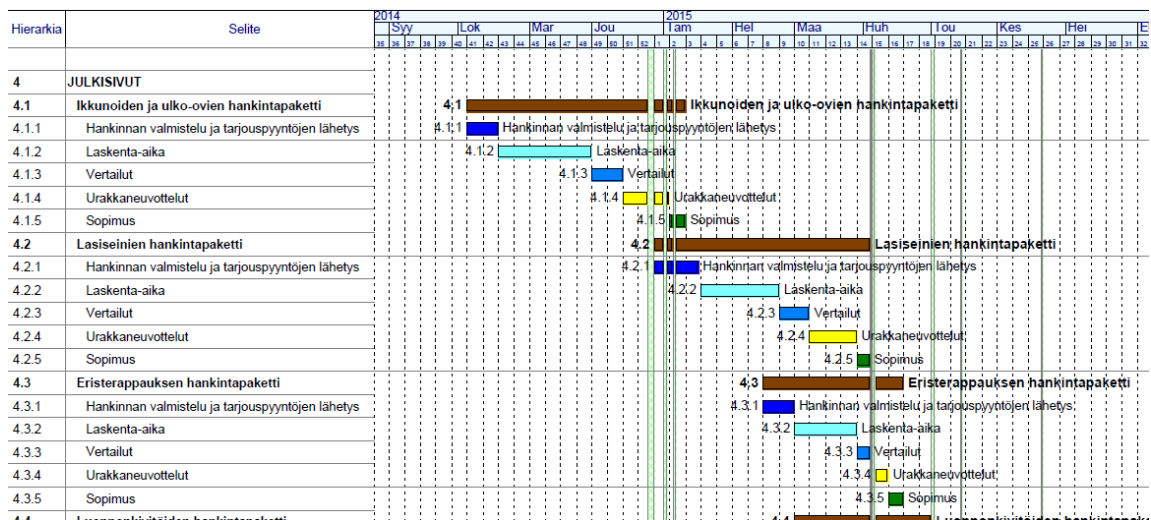 Hierarkia Selite 2014 2015
Syy Lok Mar Jou Tam Hel Maa Huh Tou Kes Hei
35 36 37 38 39 40 41 42 43 44 45 46 47 48 49 50 51 52 1 2 3 4 5 6 7 8 9 10 11 12 13 14 15 16 17 18 19 20 21 22 23 24 25 26 27 28 29 30 31 32
4 JULKISIVUT
4.1 Ikkunoiden ja ulko-ovien hankintapaketti 4.1 Ikkunoiden ja ulko-ovien hankintapaketti
4.1.1 Hankinnan valmistelu ja tarjouspyyntöjen lähetys 4.1.1 Hankinnan valmistelu ja tarjouspyyntöjen lähetys
4.1.2 Laskenta-aika 4.1.2 Laskenta-aika
4.1.3 Vertailut 4.1.3 Vertailut
4.1.4 Urakkaneuvottelut 4.1.4 Urakkaneuvottelut
4.1.5 Sopimus 4.1.5 Sopimus
4.2 Lasiseinien hankintapaketti 4.2 Lasiseinien hankintapaketti
4.2.1 Hankinnan valmistelu ja tarjouspyyntöjen lähetys 4.2.1 Hankinnan valmistelu ja tarjouspyyntöjen lähetys
4.2.2 Laskenta-aika 4.2.2 Laskenta-aika
4.2.3 Vertailut 4.2.3 Vertailut
4.2.4 Urakkaneuvottelut 4.2.4 Urakkaneuvottelut
4.2.5 Sopimus 4.2.5 Sopimus
4.3 Eristerappauksen hankintapaketti 4.3 Eristerappauksen hankintapaketti
4.3.1 Hankinnan valmistelu ja tarjouspyyntöjen lähetys 4.3.1 Hankinnan valmistelu ja tarjouspyyntöjen lähetys
4.3.2 Laskenta-aika 4.3.2 Laskenta-aika
4.3.3 Vertailut 4.3.3 Vertailut
4.3.4 Urakkaneuvottelut 4.3.4 Urakkaneuvottelut
4.3.5 Sopimus 4.3.5 Sopimus